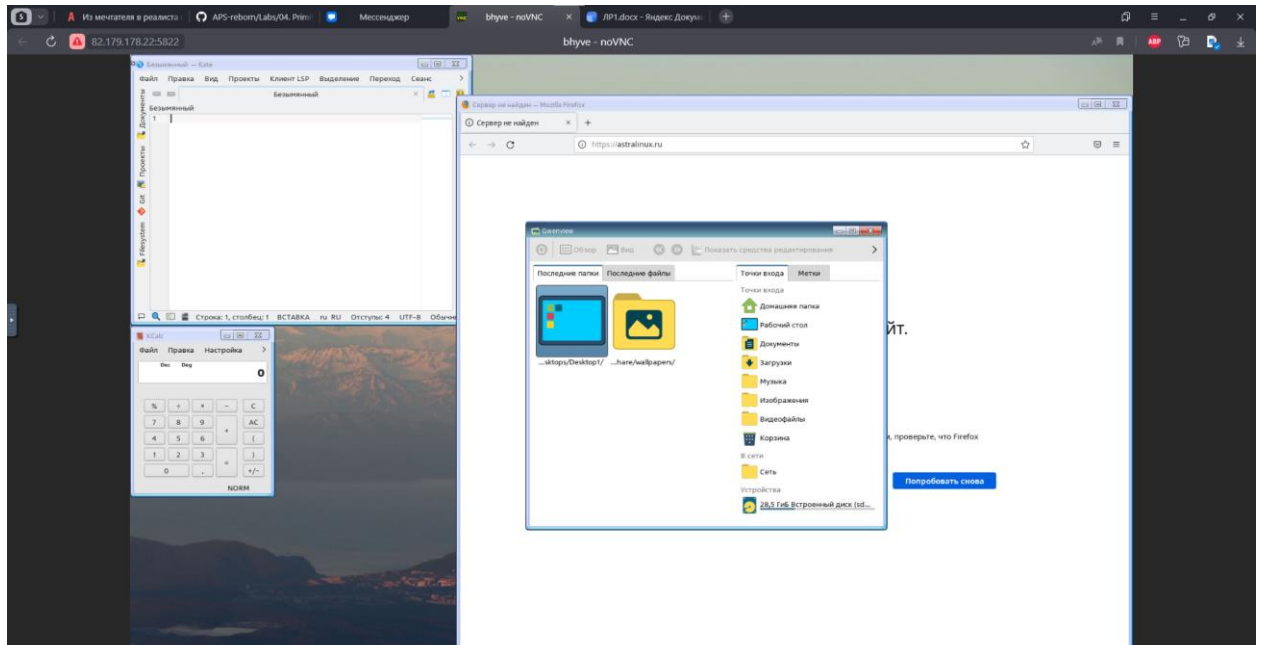 5
Из мечтателя в реалиста
APS-reborn/Labs/04. Primi
Мессенджер
bhyve - noVNC
ЛР1.docx - Яндекс Докум
82.179.178.22:5822
bhyve - noVNC
ABP
Безымянный — Kate
Файл Правка Вид Проекты Клиент LSP Выделение Переход Сеанс
Безымянный
Безымянный
1
Документы
Проекты
Git
Filesystem
Строка: 1, столбец: 1 ВСТАВКА ru RU Отступы: 4 UTF-8
KCalc
Файл Правка Настройка
Dec Deg
0
C
7 8 9 AC
4 5 6 (
1 2 3 )
0 , = +/-
NORM
Сервер не найден — Mozilla Firefox
Сервер не найден
https://astralinux.ru
йт.
, проверьте, что Firefox
Попробовать снова
Gwenview
Обзор Вид Показать средства редактирования
Последние папки Последние файлы
...sktops/Desktop1/ ...hare/wallpapers/
Точки входа Метки
Точки входа
Домашняя папка
Рабочий стол
Документы
Загрузки
Музыка
Изображения
Видеофайлы
Корзина
В сети
Сеть
Устройства
28,5 ГиБ Встроенный диск (sd...